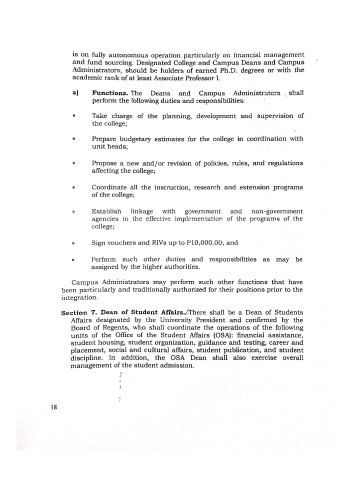 is on fully autonomous operation particularly on financial management
and fund sourcing. Designated College and Campus Deans and Campus
Administrators, should be holders of earned Ph.D. degrees or with the
academic rank of at least Associate Professor I.
a) Functions. The Deans and Campus Administrators shall
perform the following duties and responsibilities:
• Take charge of the planning, development and supervision of
the college;
• Prepare budgetary estimates for the college in coordination with
unit heads;
• Propose a new and/or revision of policies, rules, and regulations
affecting the college;
• Coordinate all the instruction, research and extension programs
of the college;
• Establish linkage with government and non-government
agencies in the effective implementation of the programs of the
college;
• Sign vouchers and RIVs up to P10,000.00; and
• Perform such other duties and responsibilities as may be
assigned by the higher authorities.
Campus Administrators may perform such other functions that have
been particularly and traditionally authorized for their positions prior to the
integration.
Section 7. Dean of Student Affairs. There shall be a Dean of Students
Affairs designated by the University President and confirmed by the
Board of Regents, who shall coordinate the operations of the following
units of the Office of the Student Affairs (OSA): financial assistance,
student housing, student organization, guidance and testing, career and
placement, social and cultural affairs, student publication, and student
discipline. In addition, the OSA Dean shall also exercise overall
management of the student admission.
18